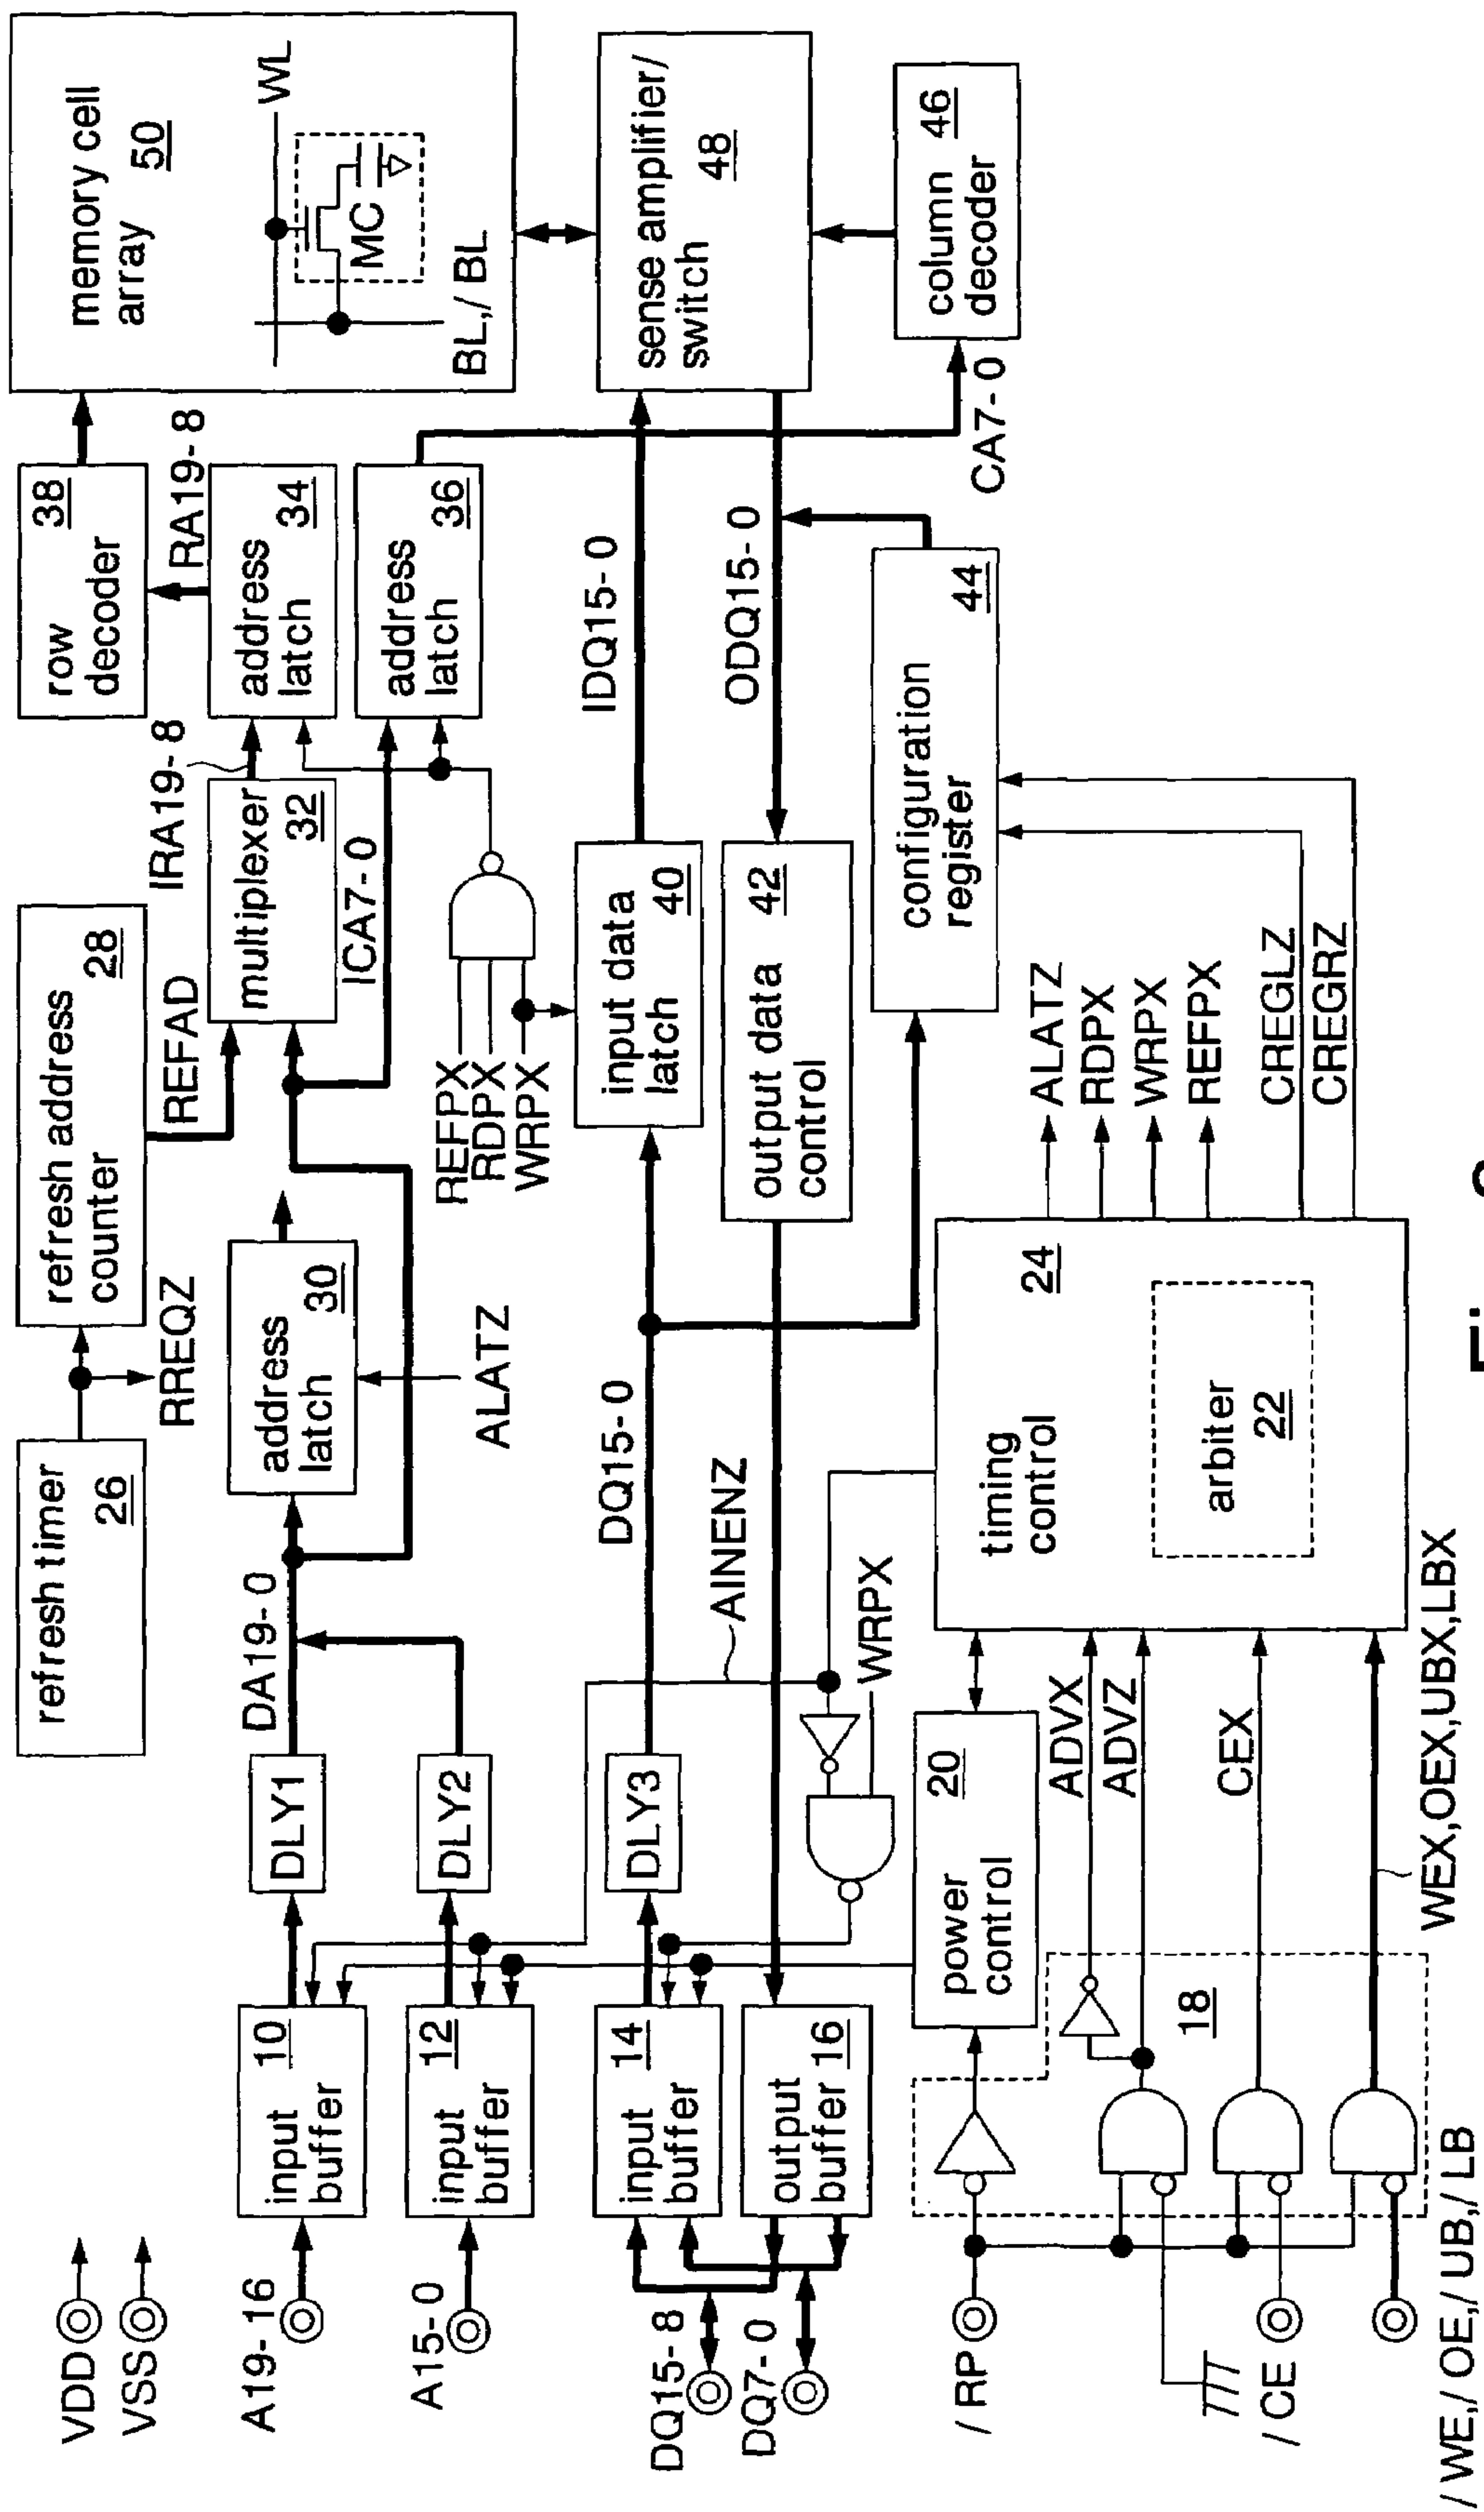 VDD
VSS
A19-16
A15-0
DQ15-8
DQ7-0
/RP
/CE
/WE,/OE,/UB,/LB
input
buffer
10
input
buffer
12
input
buffer
14
output
buffer
16
18
DLY1
DLY2
DLY3
power
control
20
ADVX
ADVZ
CEX
WEX,OEX,UBX,LBX
WRPX
AINENZ
DA19-0
DQ15-0
refresh timer
26
RREQZ
refresh address
counter
28
address
latch
30
ALATZ
timing
control
24
arbiter
22
ALATZ
RDPX
WRPX
REFPX
CREGLZ
CREGRZ
REFAD
multiplexer
32
IRA19-8
ICA7-0
REFPX
RDPX
WRPX
input data
latch
40
output data
control
42
configuration
register
44
row
decoder
38
RA19-8
address
latch
34
address
latch
36
IDQ15-0
ODQ15-0
CA7-0
memory cell
array
50
WL
MC
BL,/BL
sense amplifier/
switch
48
column
decoder
46